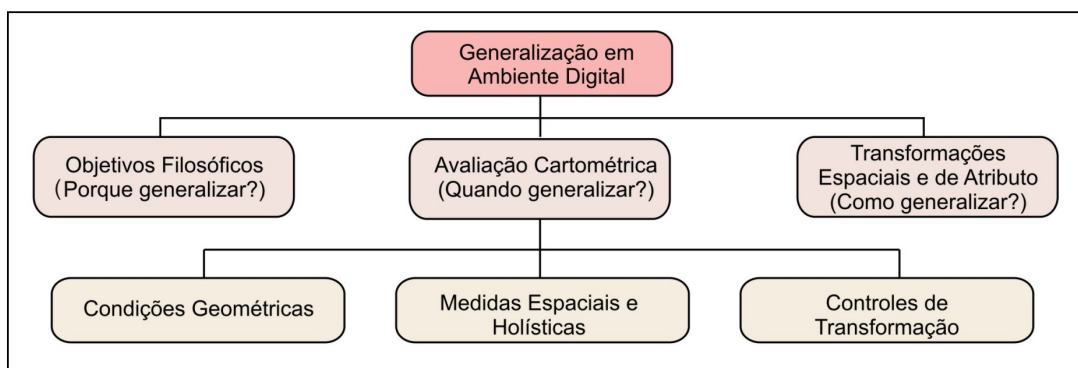 Generalização em
Ambiente Digital
Objetivos Filosóficos
(Porque generalizar?)
Avaliação Cartométrica
(Quando generalizar?)
Transformações
Espaciais e de Atributo
(Como generalizar?)
Condições Geométricas
Medidas Espaciais e
Holísticas
Controles de
Transformação